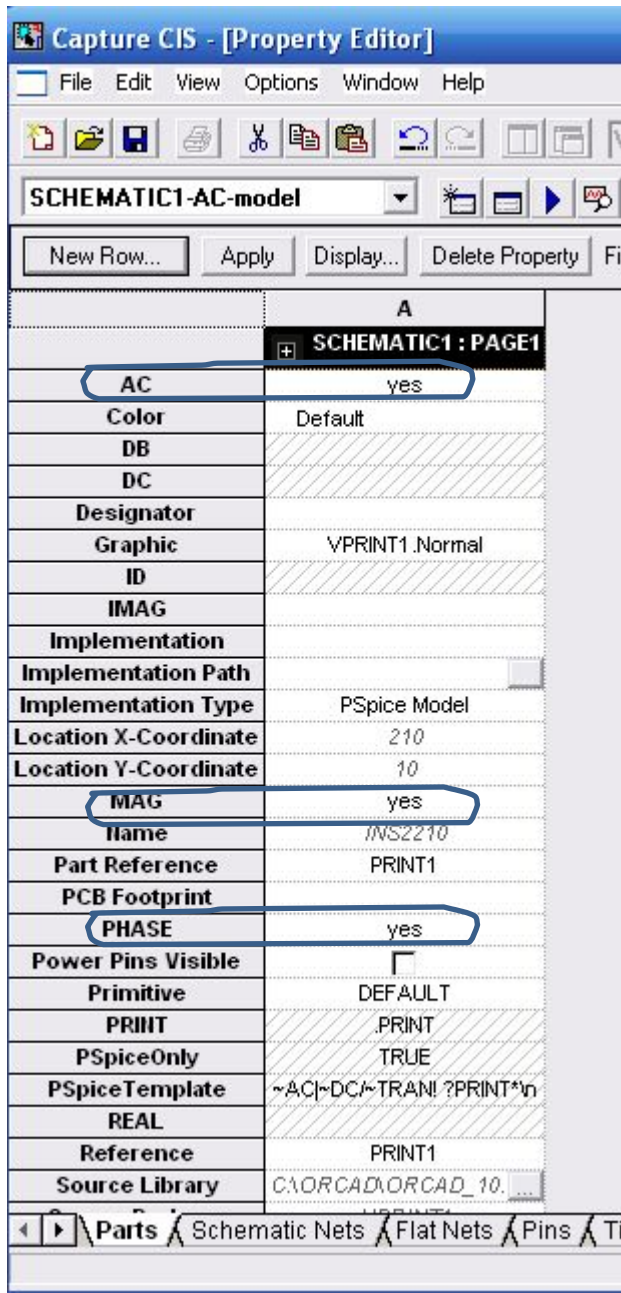 Capture CIS - [Property Editor]
File Edit View Options Window Help
SCHEMATIC1-AC-model
New Row... Apply Display... Delete Property Fi
A
SCHEMATIC1 : PAGE1
AC yes
Color Default
DB
DC
Designator
Graphic VPRINT1.Normal
ID
IMAG
Implementation
Implementation Path
Implementation Type PSpice Model
Location X-Coordinate 210
Location Y-Coordinate 10
MAG yes
Name INS2210
Part Reference PRINT1
PCB Footprint
PHASE yes
Power Pins Visible
Primitive DEFAULT
PRINT .PRINT
PSpiceOnly TRUE
PSpiceTemplate ~AC|~DC/~TRAN! ?PRINT*\n
REAL
Reference PRINT1
Source Library C:\ORCAD\ORCAD_10. ...
Parts Schematic Nets Flat Nets Pins Ti